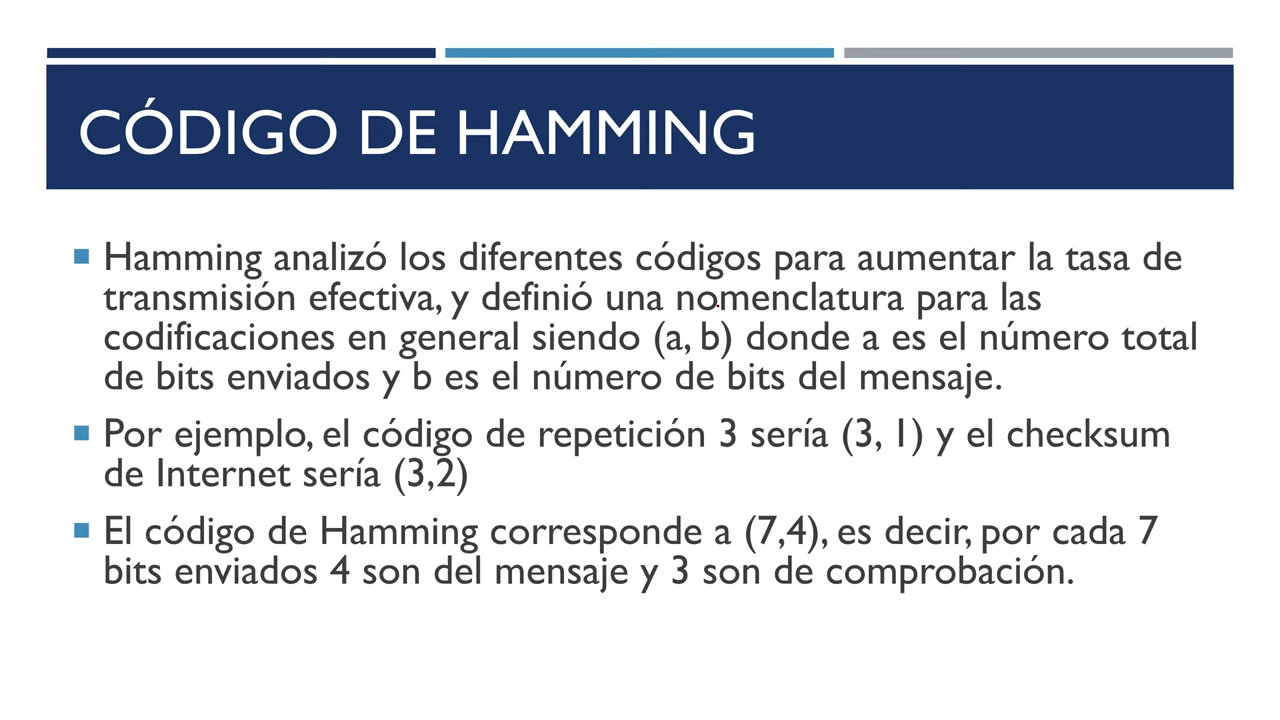 CÓDIGO DE HAMMING
Hamming analizó los diferentes códigos para aumentar la tasa de
transmisión efectiva, y definió una nomenclatura para las
codificaciones en general siendo (a, b) donde a es el número total
de bits enviados y b es el número de bits del mensaje.
Por ejemplo, el código de repetición 3 sería (3, 1) y el checksum
de Internet sería (3,2)
El código de Hamming corresponde a (7,4), es decir, por cada 7
bits enviados 4 son del mensaje y 3 son de comprobación.